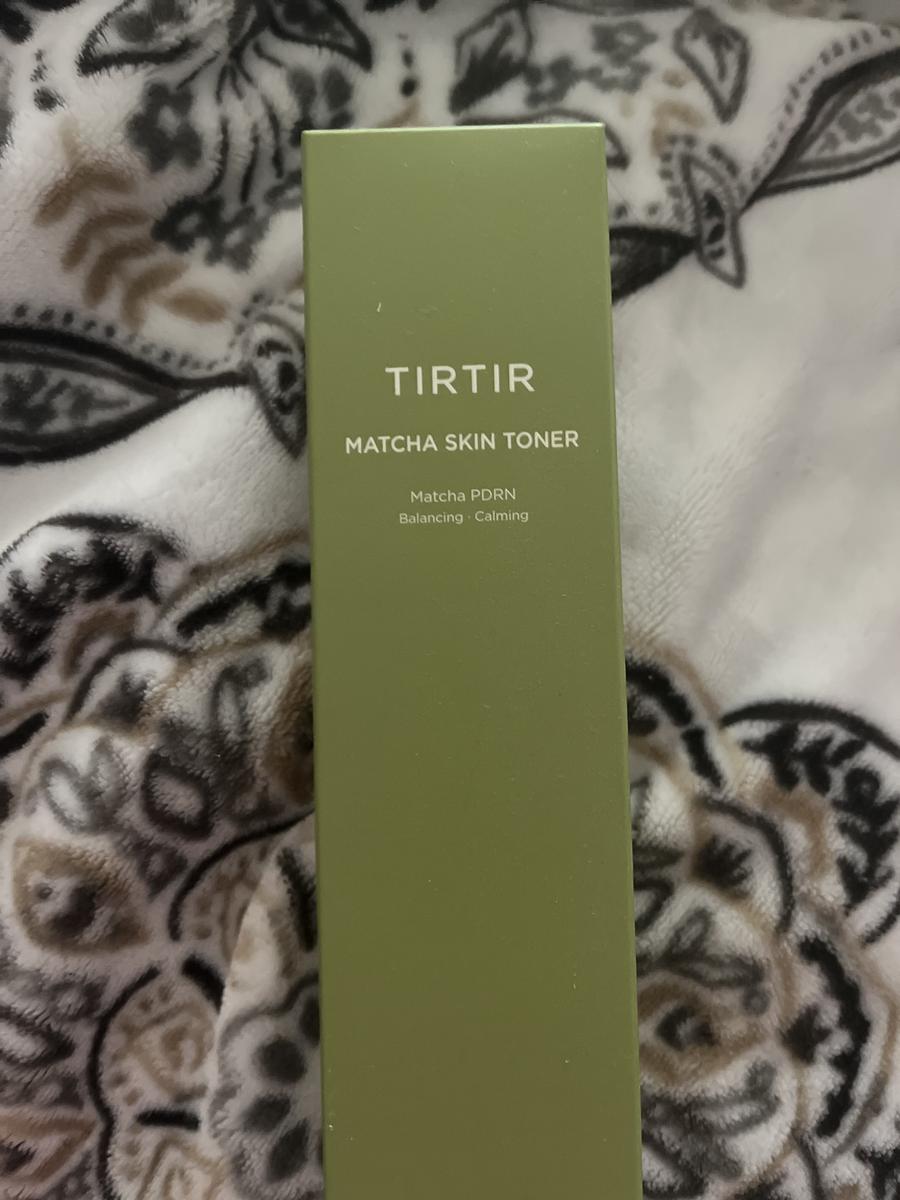 TIRTIR
MATCHA SKIN TONER
Matcha PDRN
Balancing · Calming